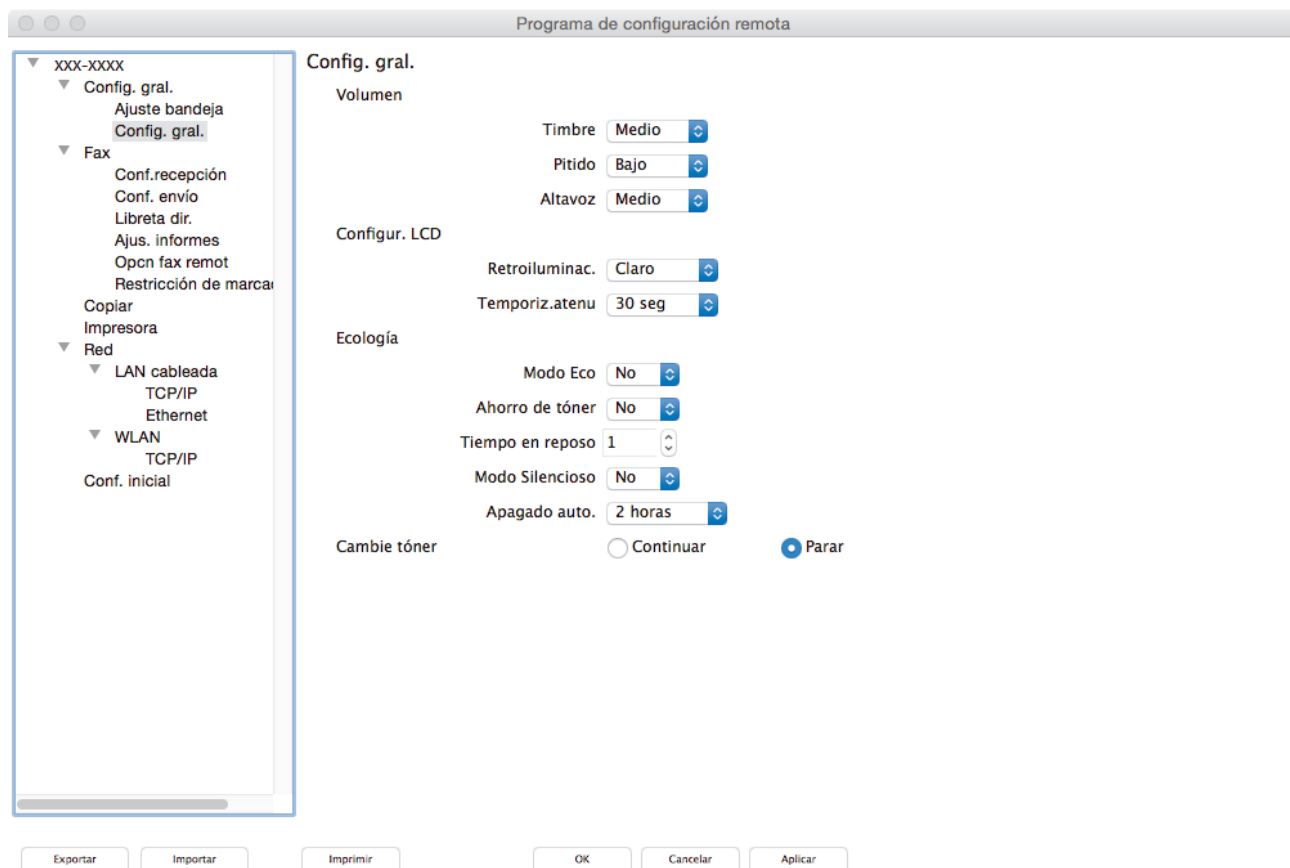 Programa de configuración remota
XXX-XXXX
Config. gral.
Ajuste bandeja
Config. gral.
Fax
Conf.recepción
Conf. envío
Libreta dir.
Ajus. informes
Opcn fax remot
Restricción de marca
Copiar
Impresora
Red
LAN cableada
TCP/IP
Ethernet
WLAN
TCP/IP
Conf. inicial
Config. gral.
Volumen
Timbre Medio
Pitido Bajo
Altavoz Medio
Configur. LCD
Retroiluminac. Claro
Temporiz.atenu 30 seg
Ecología
Modo Eco No
Ahorro de tóner No
Tiempo en reposo 1
Modo Silencioso No
Apagado auto. 2 horas
Cambie tóner Continuar Parar
Exportar Importar Imprimir OK Cancelar Aplicar